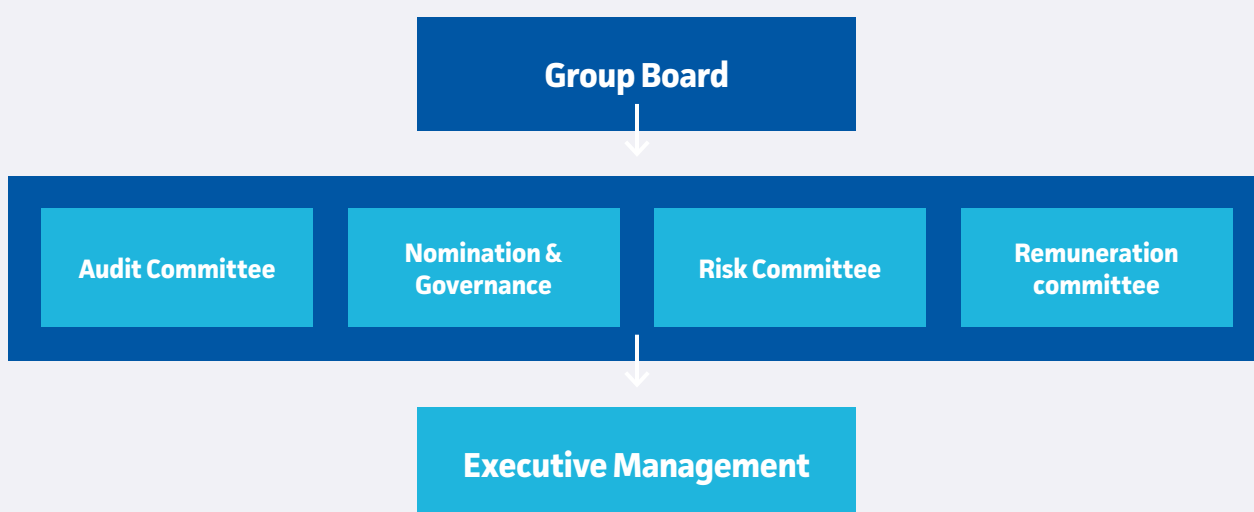 Group Board
Audit Committee
Nomination &
Governance
Risk Committee
Remuneration
committee
Executive Management